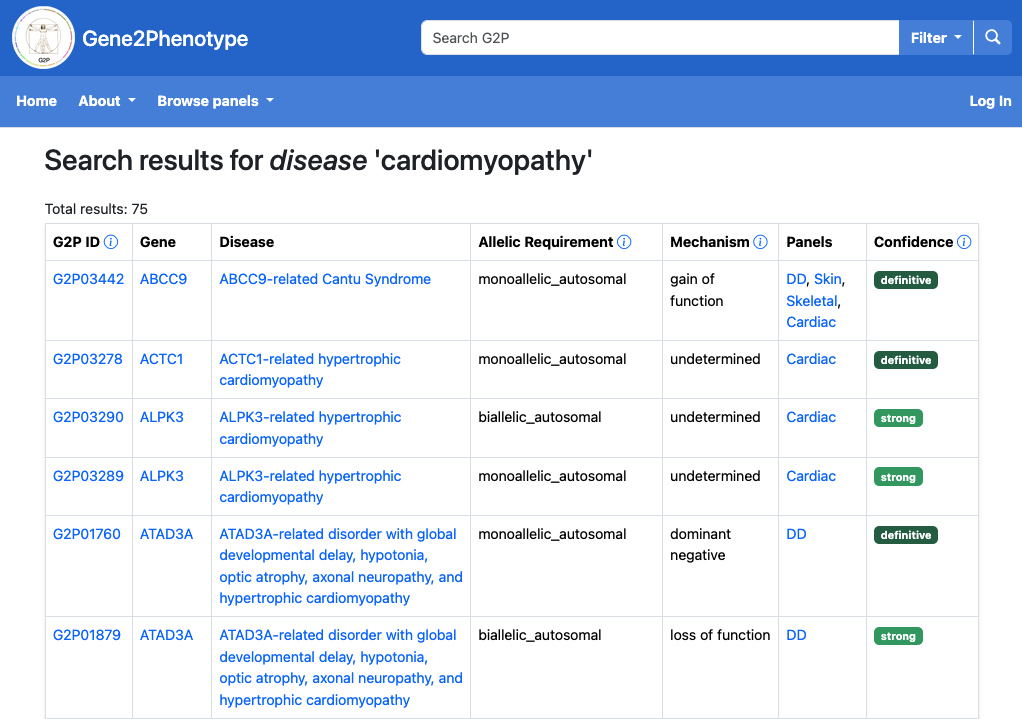 G2P
Gene2Phenotype
Search G2P
Filter
Home About Browse panels Log In
Search results for disease 'cardiomyopathy'
Total results: 75
G2P ID Gene Disease Allelic Requirement Mechanism Panels Confidence
G2P03442 ABCC9 ABCC9-related Cantu Syndrome monoallelic_autosomal gain of DD, Skin, definitive
function Skeletal,
Cardiac
G2P03278 ACTC1 ACTC1-related hypertrophic monoallelic_autosomal undetermined Cardiac definitive
cardiomyopathy
G2P03290 ALPK3 ALPK3-related hypertrophic biallelic_autosomal undetermined Cardiac strong
cardiomyopathy
G2P03289 ALPK3 ALPK3-related hypertrophic monoallelic_autosomal undetermined Cardiac strong
cardiomyopathy
G2P01760 ATAD3A ATAD3A-related disorder with global monoallelic_autosomal dominant DD definitive
developmental delay, hypotonia, negative
optic atrophy, axonal neuropathy, and
hypertrophic cardiomyopathy
G2P01879 ATAD3A ATAD3A-related disorder with global biallelic_autosomal loss of function DD strong
developmental delay, hypotonia,
optic atrophy, axonal neuropathy, and
hypertrophic cardiomyopathy